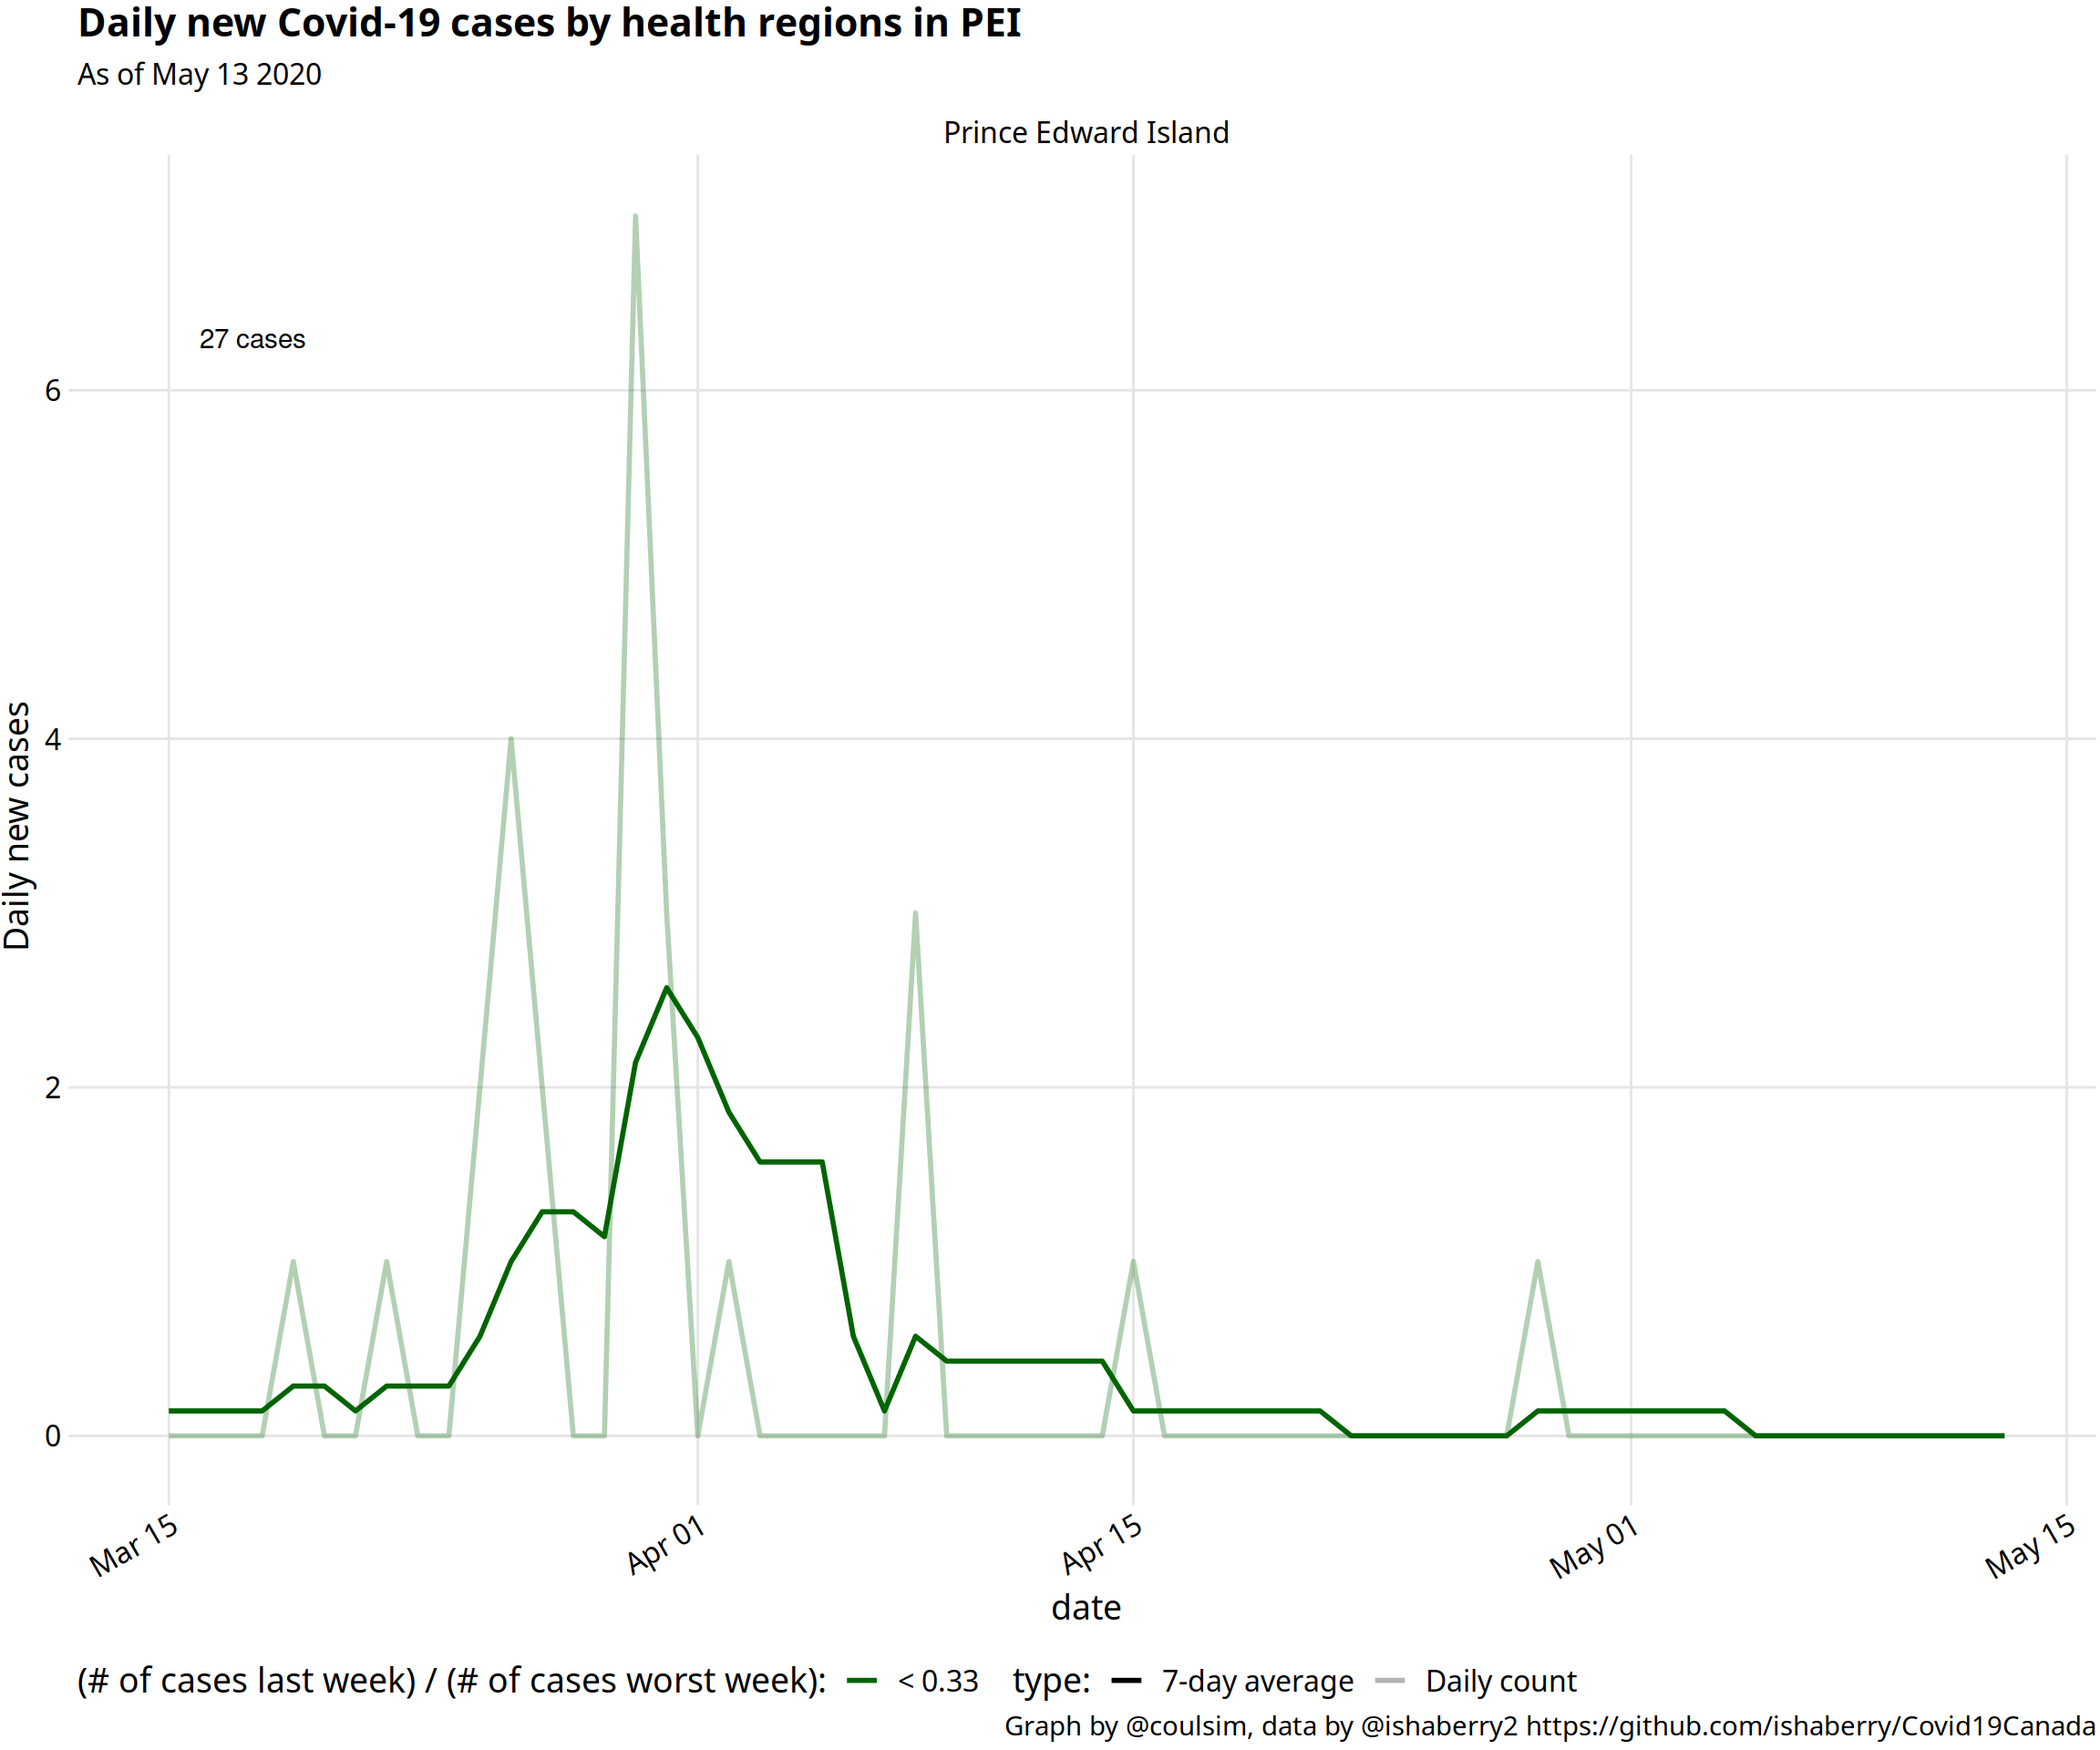 Daily new Covid-19 cases by health regions in PEI
As of May 13 2020
Prince Edward Island
27 cases
6
4
2
0
Daily new cases
Mar 15
Apr 01
Apr 15
May 01
May 15
date
(# of cases last week) / (# of cases worst week): < 0.33 type: 7-day average Daily count
Graph by @coulsim, data by @ishaberry2 https://github.com/ishaberry/Covid19Canada